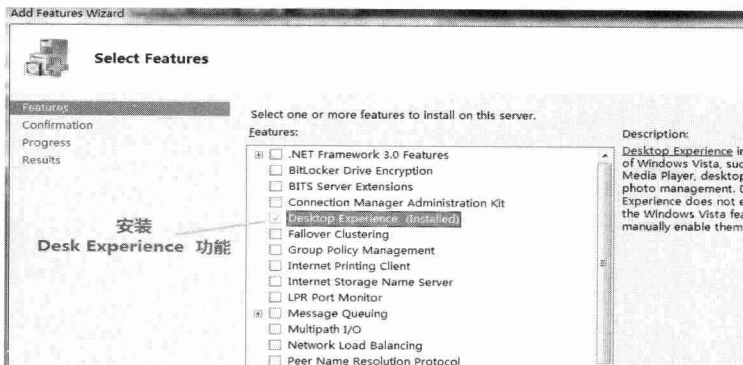 Add Features Wizard
Select Features
Features
Confirmation
Progress
Results
Select one or more features to install on this server.
Features:
.NET Framework 3.0 Features
BitLocker Drive Encryption
BITS Server Extensions
Connection Manager Administration Kit
Desktop Experience (Installed)
Failover Clustering
Group Policy Management
Internet Printing Client
Internet Storage Name Server
LPR Port Monitor
Message Queuing
Multipath I/O
Network Load Balancing
Peer Name Resolution Protocol
安装
Desk Experience 功能
Description:
Desktop Experience in
of Windows Vista, suc
Media Player, desktop
photo management. D
Experience does not e
the Windows Vista fea
manually enable them